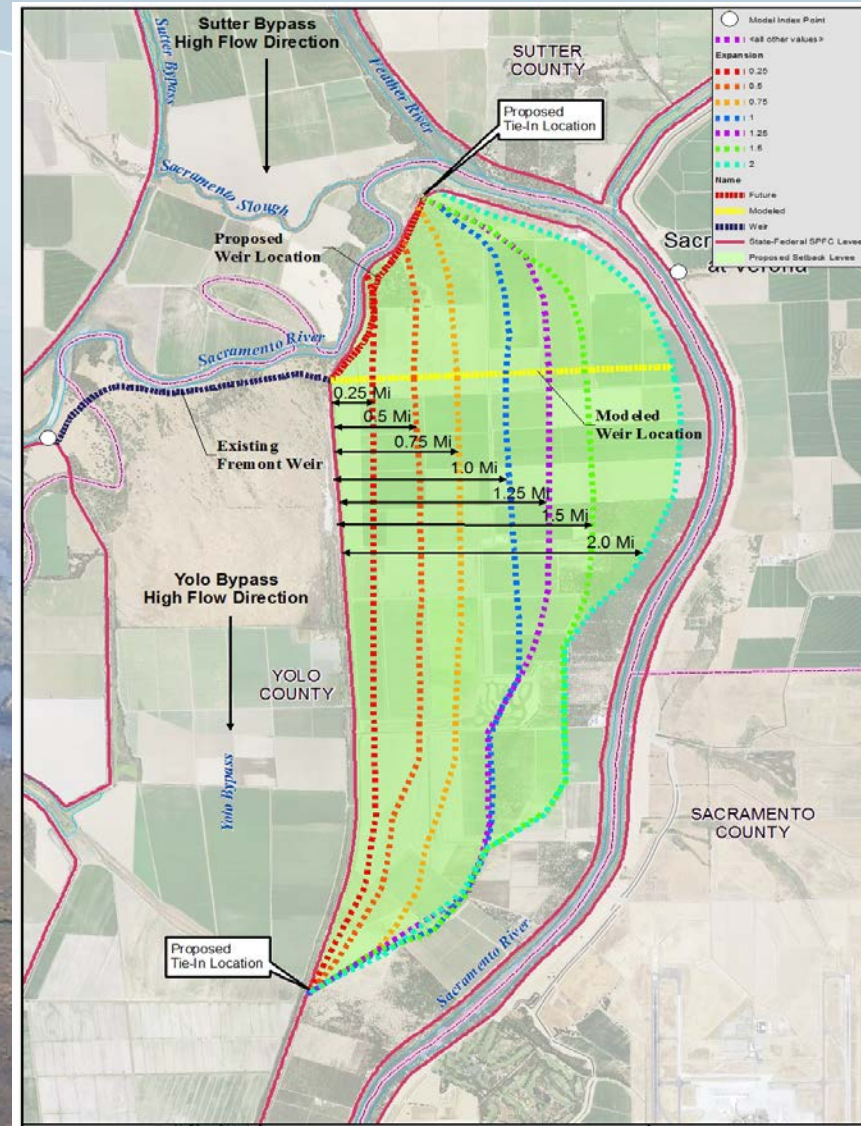 Sutter Bypass
High Flow Direction
Sutter Bypass
Feather River
SUTTER
COUNTY
Proposed
Tie-In Location
Sacramento Slough
Proposed
Weir Location
Sacramento River
Existing
Fremont Weir
0.25 Mi
0.5 Mi
0.75 Mi
1.0 Mi
1.25 Mi
1.5 Mi
2.0 Mi
Modeled
Weir Location
Yolo Bypass
High Flow Direction
YOLO
COUNTY
Yolo Bypass
SACRAMENTO
COUNTY
Proposed
Tie-In Location
Sacramento River
Model Index Point
<all other values>
Expansion
0.25
0.5
0.75
1
1.25
1.5
2
Name
Future
Modeled
Weir
State-Federal SPFC Levee
Proposed Setback Levee
Sacr
at Verona